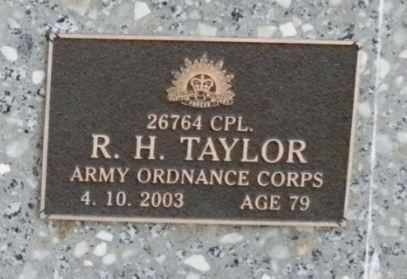 26764 CPL.
R. H. TAYLOR
ARMY ORDNANCE CORPS
4. 10. 2003 AGE 79